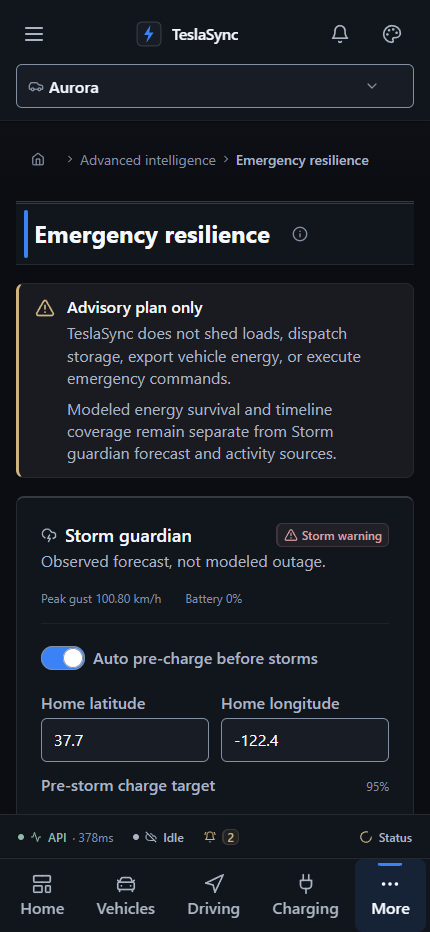 TeslaSync
Aurora
Advanced intelligence
Emergency resilience
Emergency resilience
Advisory plan only
TeslaSync does not shed loads, dispatch
storage, export vehicle energy, or execute
emergency commands.
Modeled energy survival and timeline
coverage remain separate from Storm
guardian forecast and activity sources.
Storm guardian
Storm warning
Observed forecast, not modeled outage.
Peak gust 100.80 km/h
Battery 0%
Auto pre-charge before storms
Home latitude
Home longitude
37.7
-122.4
Pre-storm charge target
95%
API · 378ms
Idle
2
Status
Home
Vehicles
Driving
Charging
More